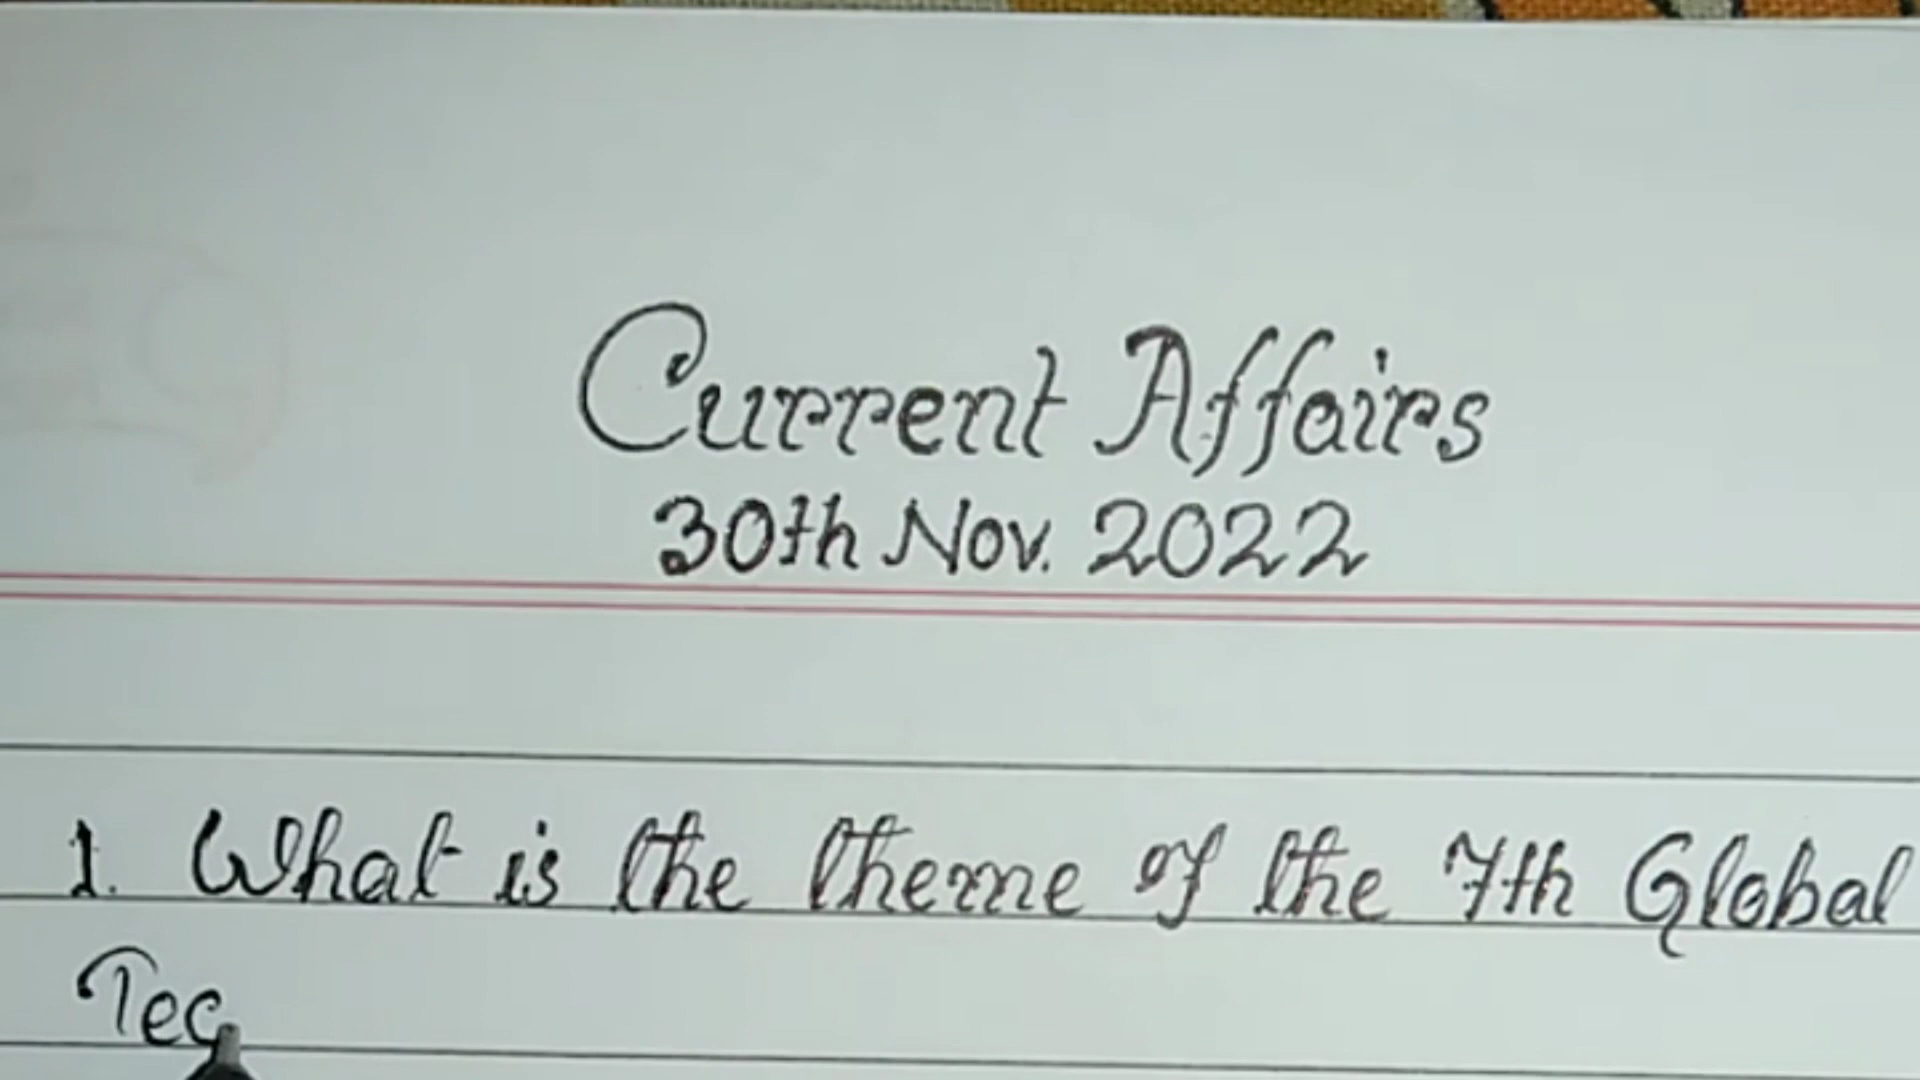 Current Affairs
30th Nov. 2022
1. What is the theme of the 7th Global
Tec